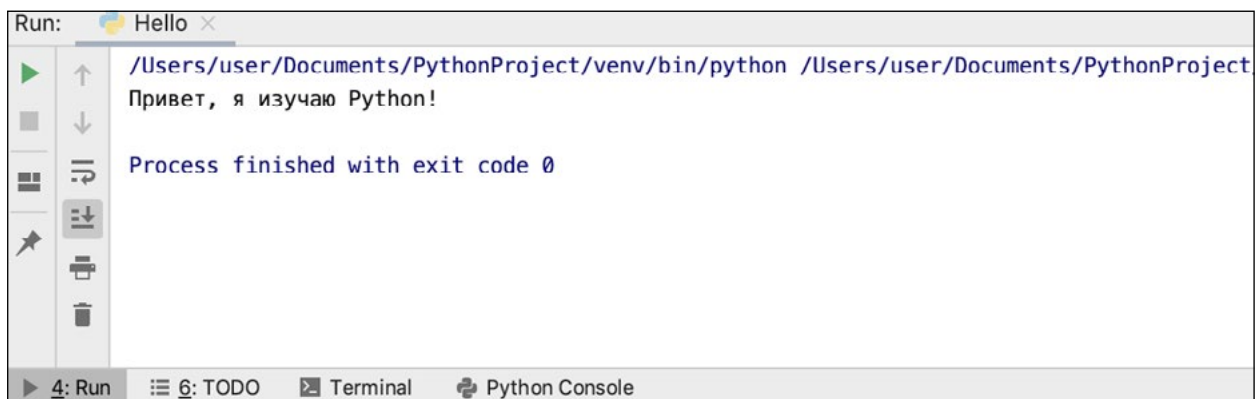 Run: Hello
/Users/user/Documents/PythonProject/venv/bin/python /Users/user/Documents/PythonProject
Привет, я изучаю Python!
Process finished with exit code 0
4: Run 6: TODO Terminal Python Console